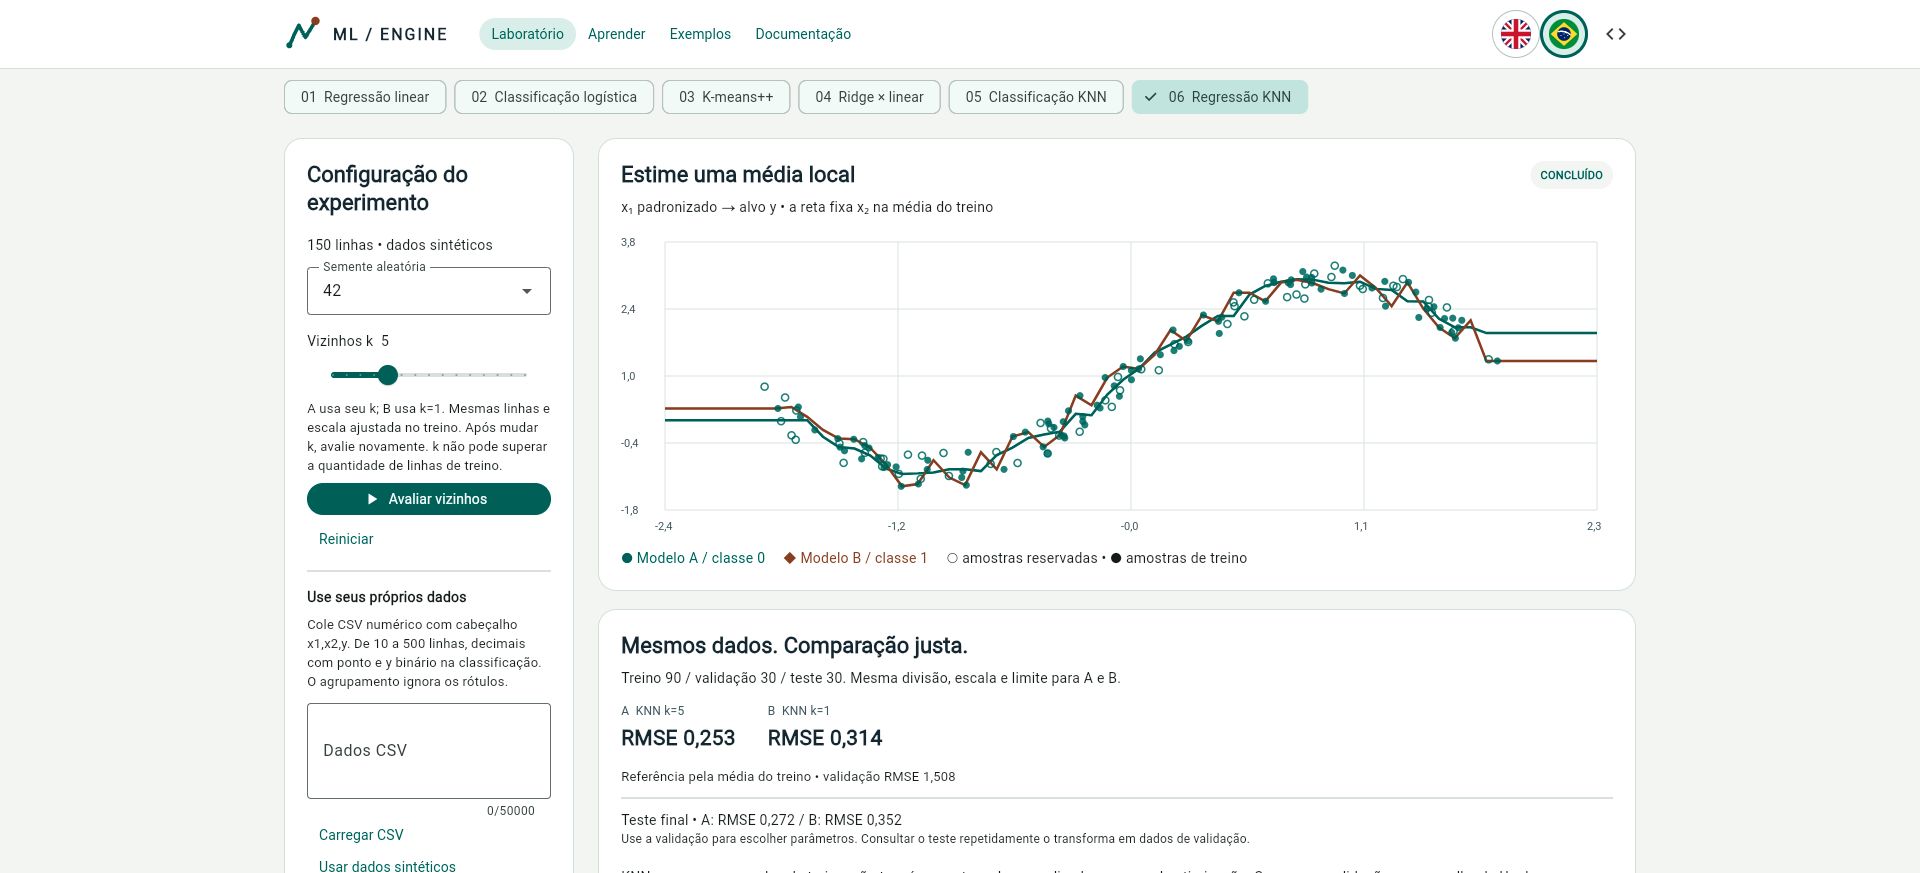 ML / ENGINE
Laboratório
Aprender
Exemplos
Documentação
01 Regressão linear
02 Classificação logística
03 K-means++
04 Ridge × linear
05 Classificação KNN
06 Regressão KNN
Configuração do
experimento
150 linhas • dados sintéticos
Semente aleatória
42
Vizinhos k 5
A usa seu k; B usa k=1. Mesmas linhas e
escala ajustada no treino. Após mudar
k, avalie novamente. k não pode superar
a quantidade de linhas de treino.
Avaliar vizinhos
Reiniciar
Use seus próprios dados
Cole CSV numérico com cabeçalho
x1,x2,y. De 10 a 500 linhas, decimais
com ponto e y binário na classificação.
O agrupamento ignora os rótulos.
Dados CSV
0/50000
Carregar CSV
Usar dados sintéticos
Estime uma média local
CONCLUÍDO
x₁ padronizado → alvo y • a reta fixa x₂ na média do treino
3,8
2,4
1,0
-0,4
-1,8
-2,4
-1,2
-0,0
1,1
2,3
Modelo A / classe 0
Modelo B / classe 1
amostras reservadas • ● amostras de treino
Mesmos dados. Comparação justa.
Treino 90 / validação 30 / teste 30. Mesma divisão, escala e limite para A e B.
A KNN k=5
RMSE 0,253
B KNN k=1
RMSE 0,314
Referência pela média do treino • validação RMSE 1,508
Teste final • A: RMSE 0,272 / B: RMSE 0,352
Use a validação para escolher parâmetros. Consultar o teste repetidamente o transforma em dados de validação.